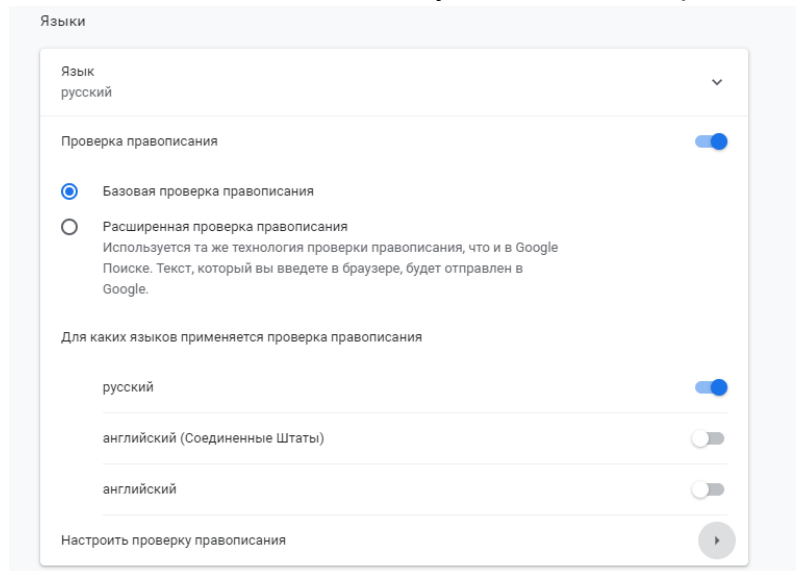 Языки
Язык
русский
Проверка правописания
Базовая проверка правописания
Расширенная проверка правописания
Используется та же технология проверки правописания, что и в Google
Поиске. Текст, который вы введете в браузере, будет отправлен в
Google.
Для каких языков применяется проверка правописания
русский
английский (Соединенные Штаты)
английский
Настроить проверку правописания